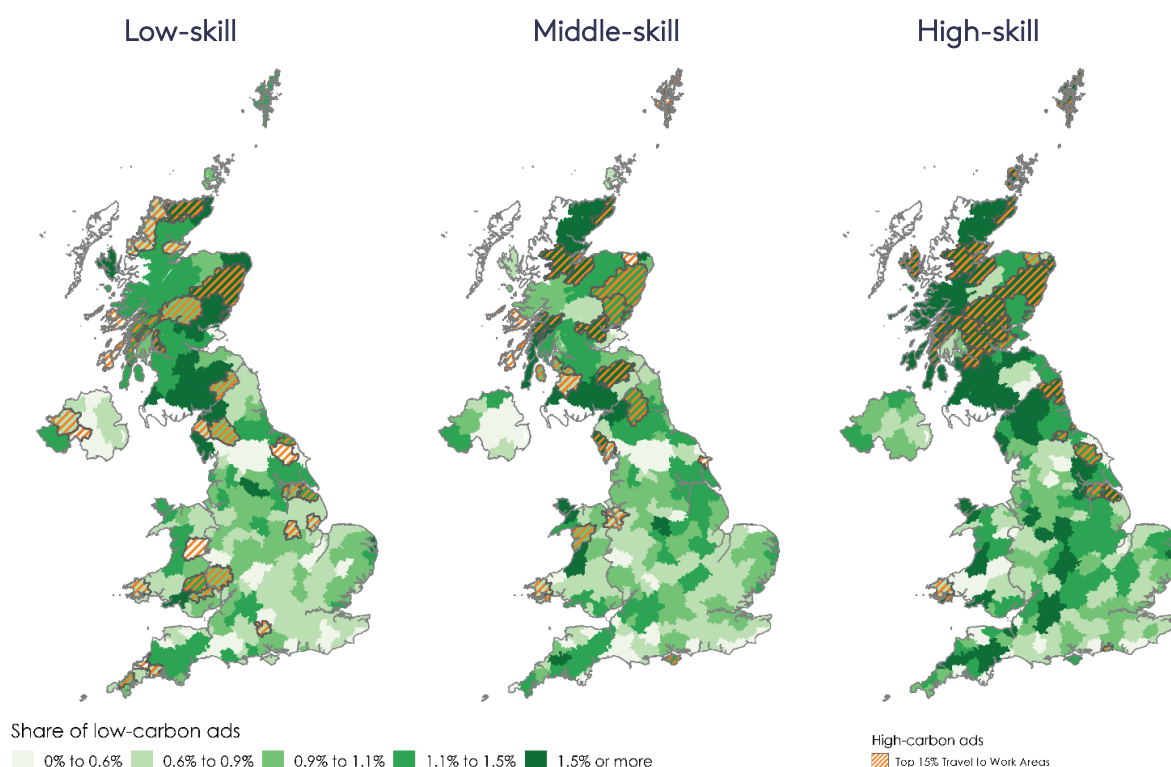 Low-skill
Middle-skill
High-skill
Share of low-carbon ads
0% to 0.6%
0.6% to 0.9%
0.9% to 1.1%
1.1% to 1.5%
1.5% or more
High-carbon ads
Top 15% Travel to Work Areas